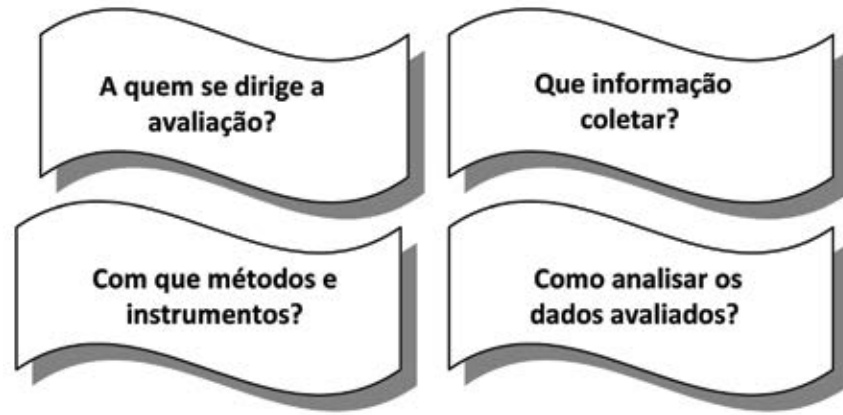 A quem se dirige a
avaliação?
Que informação
coletar?
Com que métodos e
instrumentos?
Como analisar os
dados avaliados?